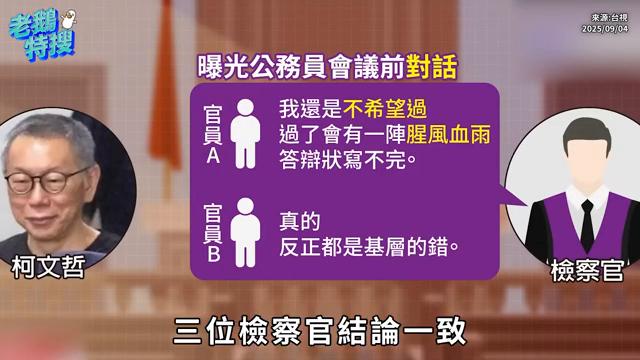 老鵝
特搜
來源:台視
2025/09/04
曝光公務員會議前對話
官員A
我還是不希望過
過了會有一陣腥風血雨
答辯狀寫不完。
官員B
真的
反正都是基層的錯。
柯文哲
檢察官
三位檢察官結論一致